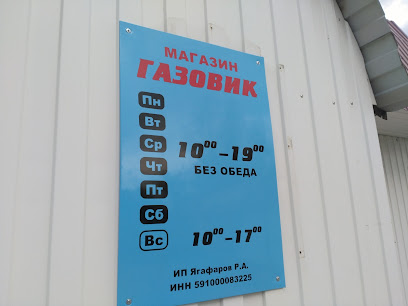 МАГАЗИН
ГАЗОВИК
Пн
Вт
Ср
Чт
Пт
Сб
10⁰⁰-19⁰⁰
БЕЗ ОБЕДА
Вс 10⁰⁰-17⁰⁰
ИП Ягафаров Р.А.
ИНН 591000083225